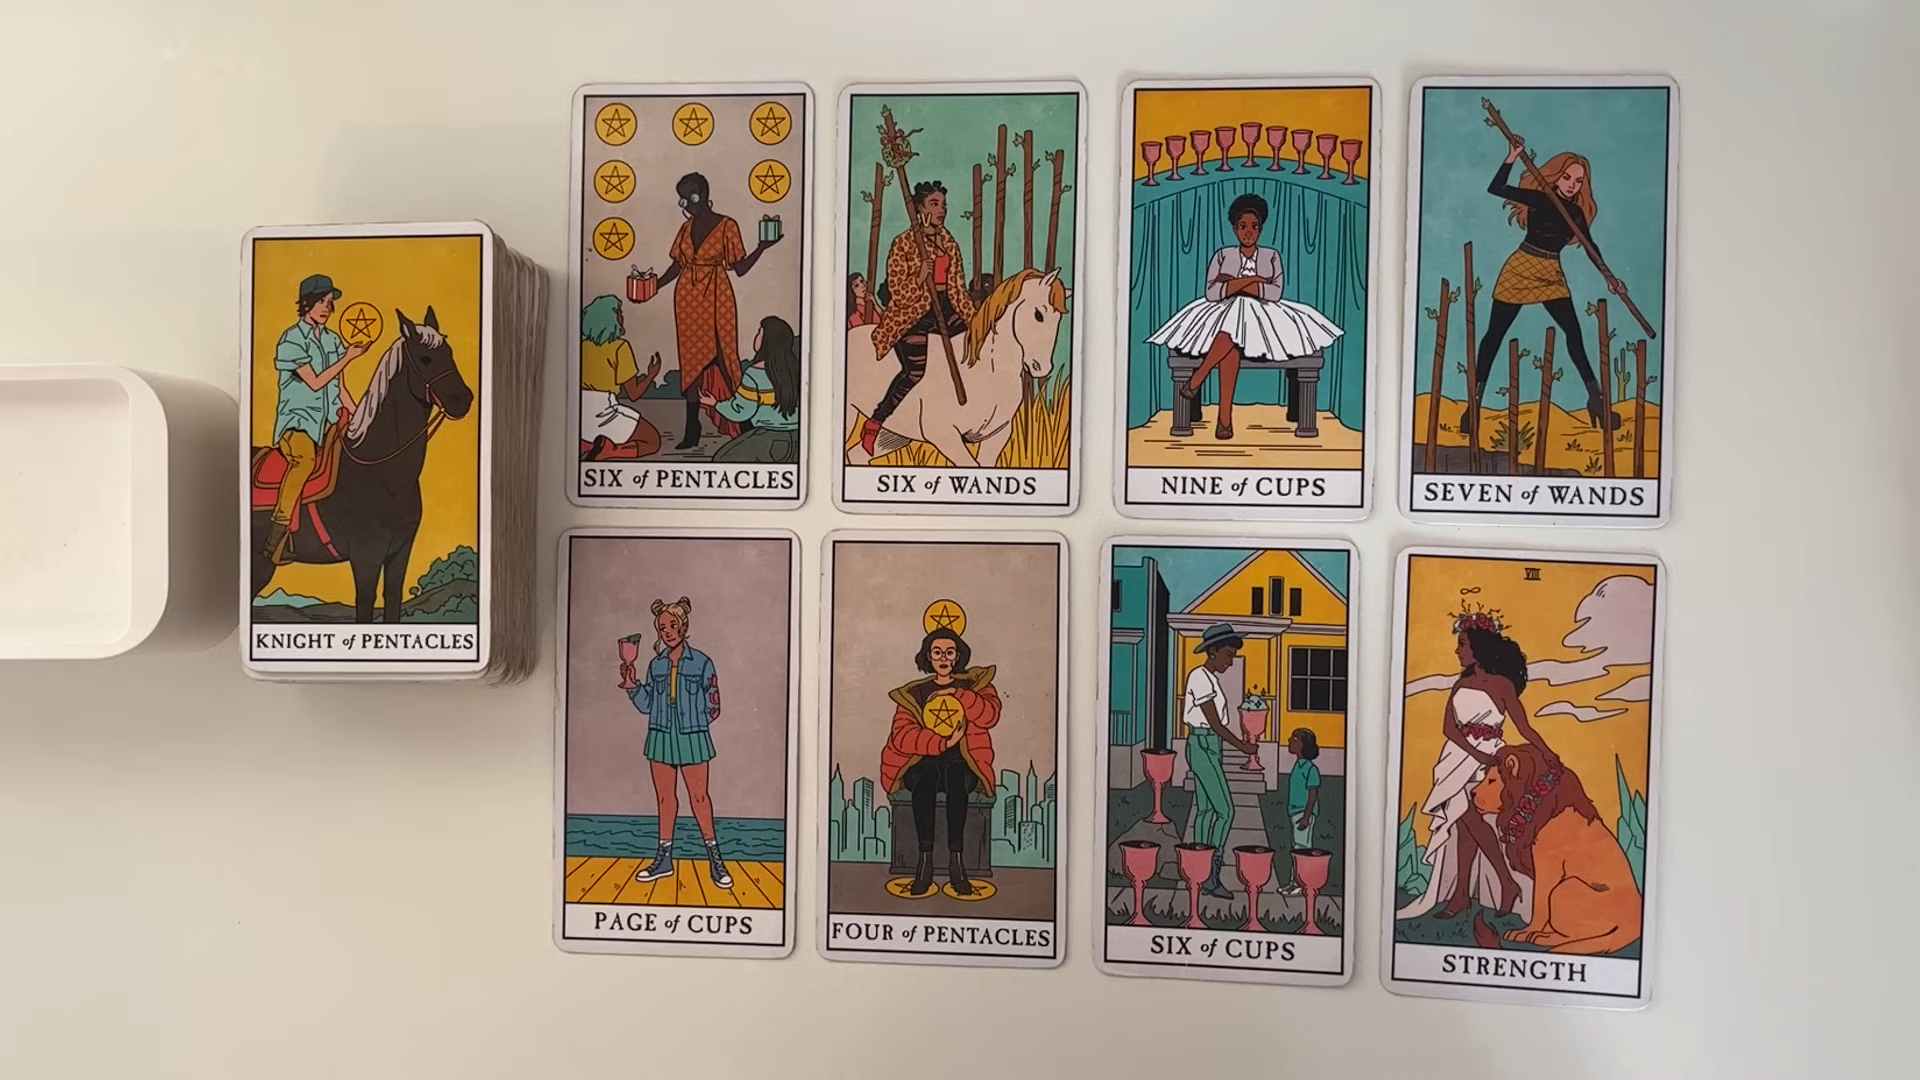 KNIGHT of PENTACLES
SIX of PENTACLES
SIX of WANDS
NINE of CUPS
SEVEN of WANDS
PAGE of CUPS
FOUR of PENTACLES
SIX of CUPS
VIII
STRENGTH